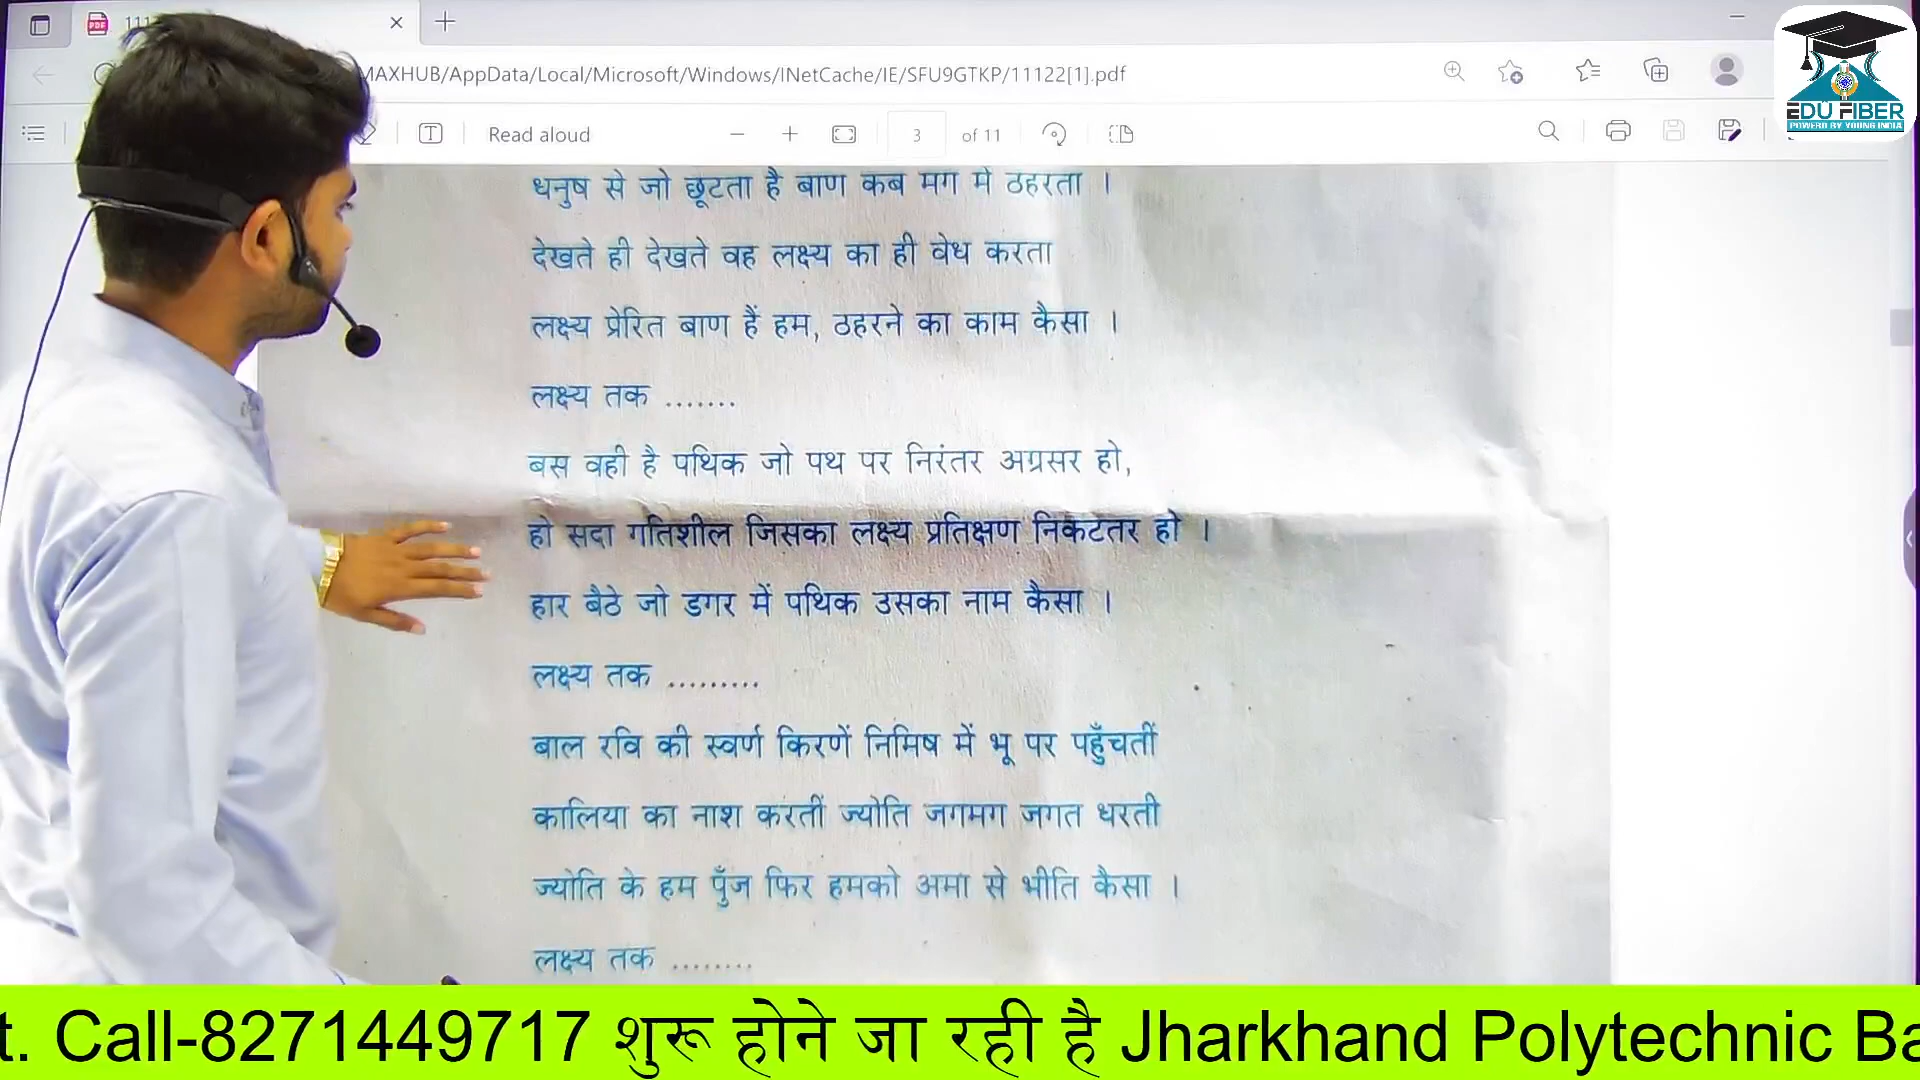 111
MAXHUB/AppData/Local/Microsoft/Windows/INetCache/IE/SFU9GTKP/11122[1].pdf
Read aloud
3 of 11
EDU FIBER
POWERD BY YOUNG INDIA
धनुष से जो छूटता है बाण कब मग में ठहरता ।
देखते ही देखते वह लक्ष्य का ही वेध करता
लक्ष्य प्रेरित बाण हैं हम, ठहरने का काम कैसा ।
लक्ष्य तक .......
बस वही है पथिक जो पथ पर निरंतर अग्रसर हो,
हो सदा गतिशील जिसका लक्ष्य प्रतिक्षण निकटतर हो ।
हार बैठे जो डगर में पथिक उसका नाम कैसा ।
लक्ष्य तक .........
बाल रवि की स्वर्ण किरणें निमिष में भू पर पहुँचतीं
कालिया का नाश करतीं ज्योति जगमग जगत धरती
ज्योति के हम पुँज फिर हमको अमा से भीति कैसा ।
लक्ष्य तक ........
t. Call-8271449717 शुरू होने जा रही है Jharkhand Polytechnic Ba